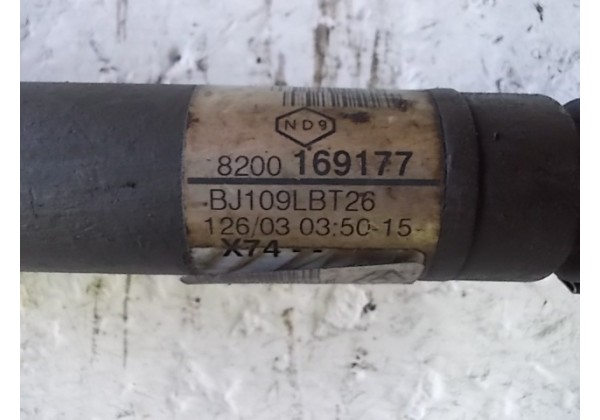 ND9
8200 169177
BJ109LBT26
126/03 03:50-15-
X74--